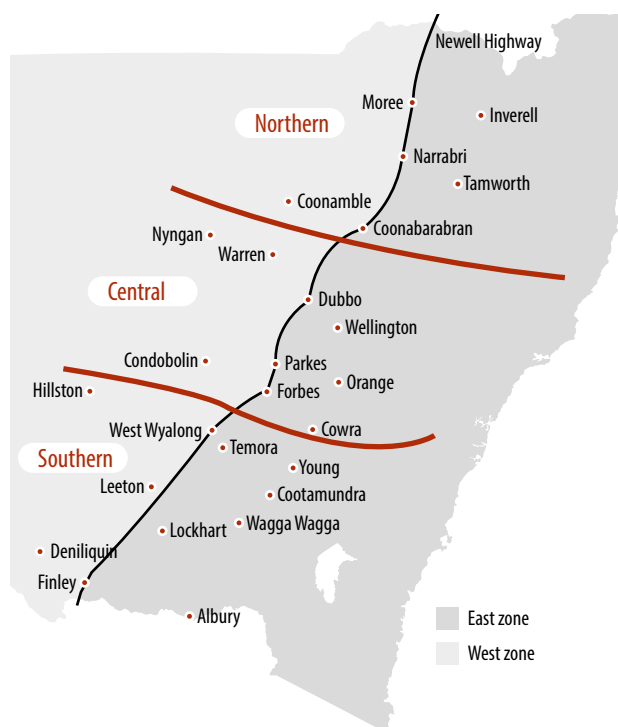 Newell Highway
Moree
Inverell
Northern
Narrabri
Tamworth
Coonamble
Coonabarabran
Nyngan
Warren
Central
Dubbo
Wellington
Condobolin
Parkes
Orange
Hillston
Forbes
West Wyalong
Cowra
Temora
Southern
Young
Leeton
Cootamundra
Wagga Wagga
Lockhart
Deniliquin
Finley
Albury
East zone
West zone